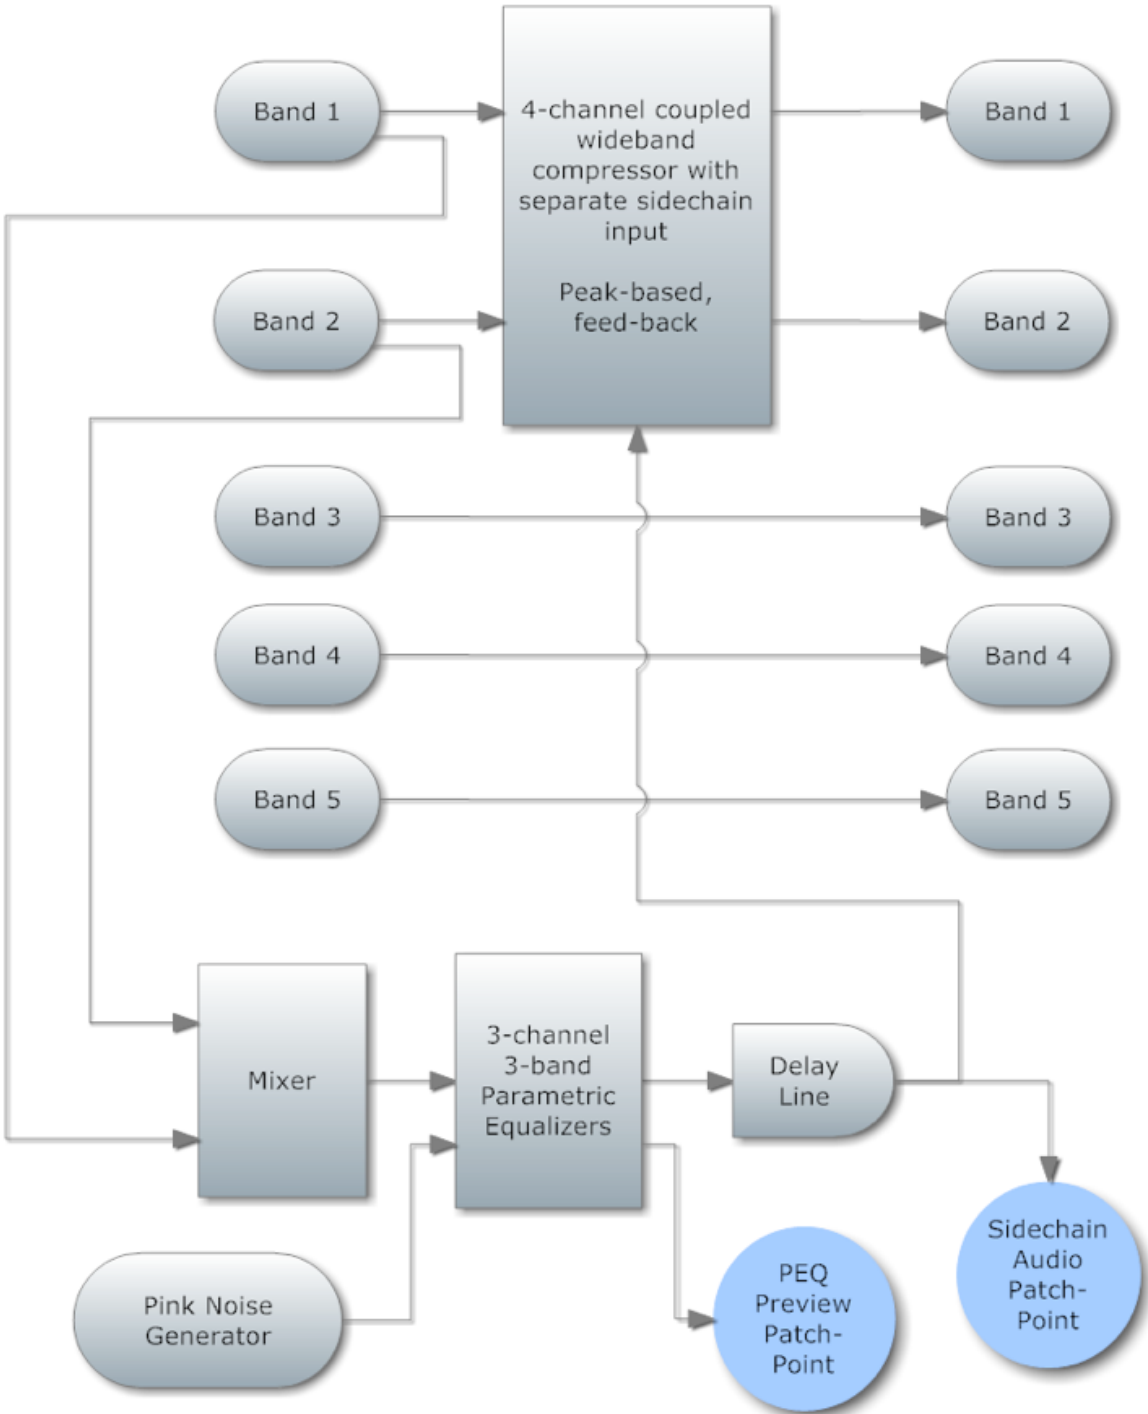 Band 1
4-channel coupled
wideband
compressor with
separate sidechain
input
Peak-based,
feed-back
Band 1
Band 2
Band 2
Band 3
Band 3
Band 4
Band 4
Band 5
Band 5
Mixer
3-channel
3-band
Parametric
Equalizers
Delay
Line
Pink Noise
Generator
PEQ
Preview
Patch-
Point
Sidechain
Audio
Patch-
Point